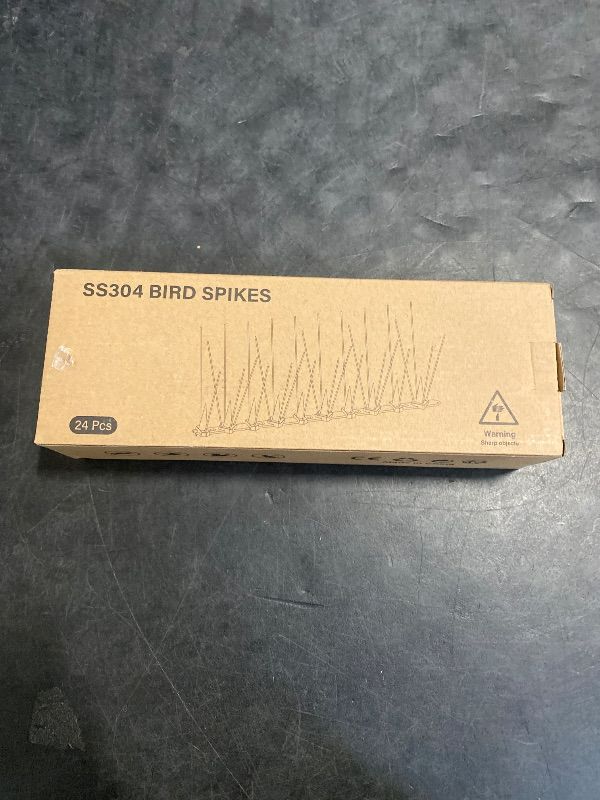 SS304 BIRD SPIKES
24 Pcs
Warning
Sharp objects